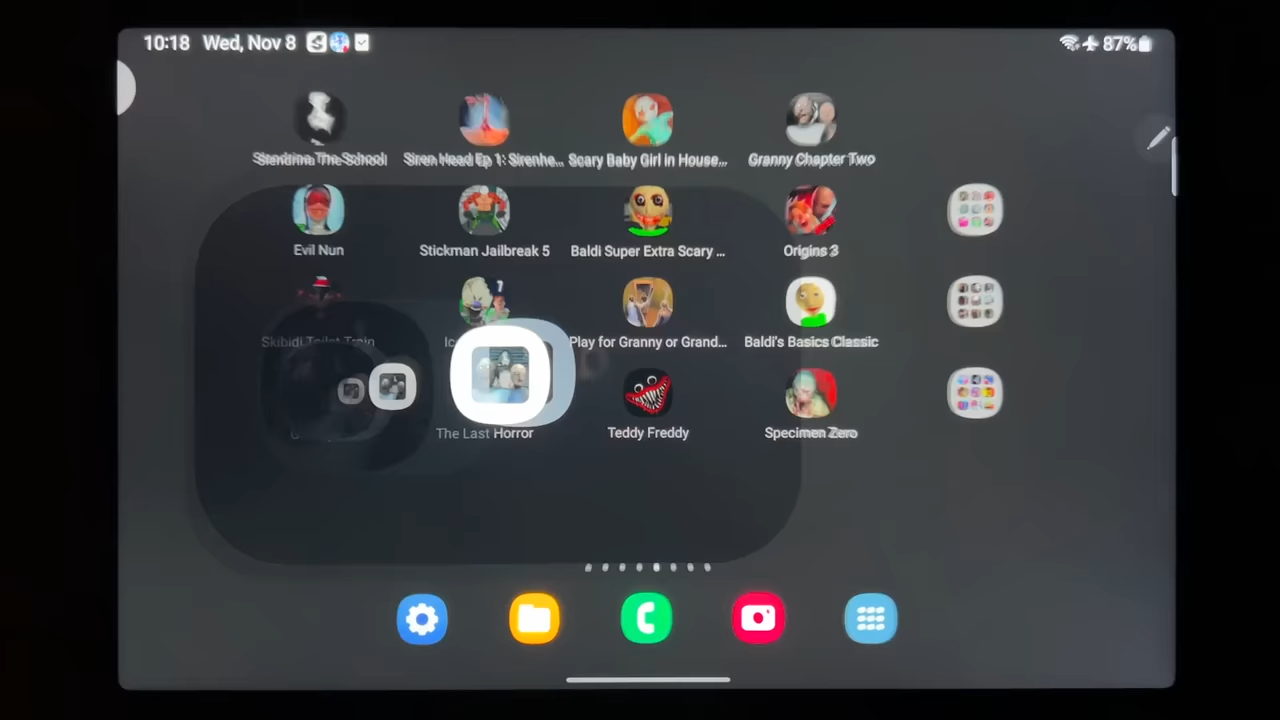 10:18 Wed, Nov 8
87%
Slendrina The School
Siren Head Ep 1: Sirenhe...
Scary Baby Girl in House...
Granny Chapter Two
Evil Nun
Stickman Jailbreak 5
Baldi Super Extra Scary ...
Origins 3
7
Skibidi Toilet Train
Ic
Play for Granny or Grand...
Baldi's Basics Classic
The Last Horror
Teddy Freddy
Specimen Zero